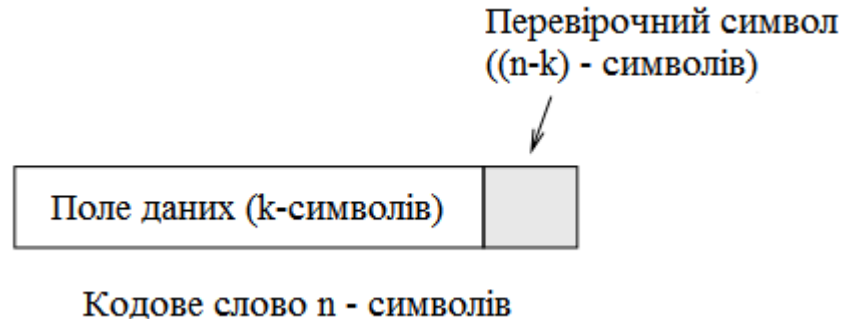 Перевірочний символ
((n-k) - символів)
Поле даних (k-символів)
Кодове слово n - символів